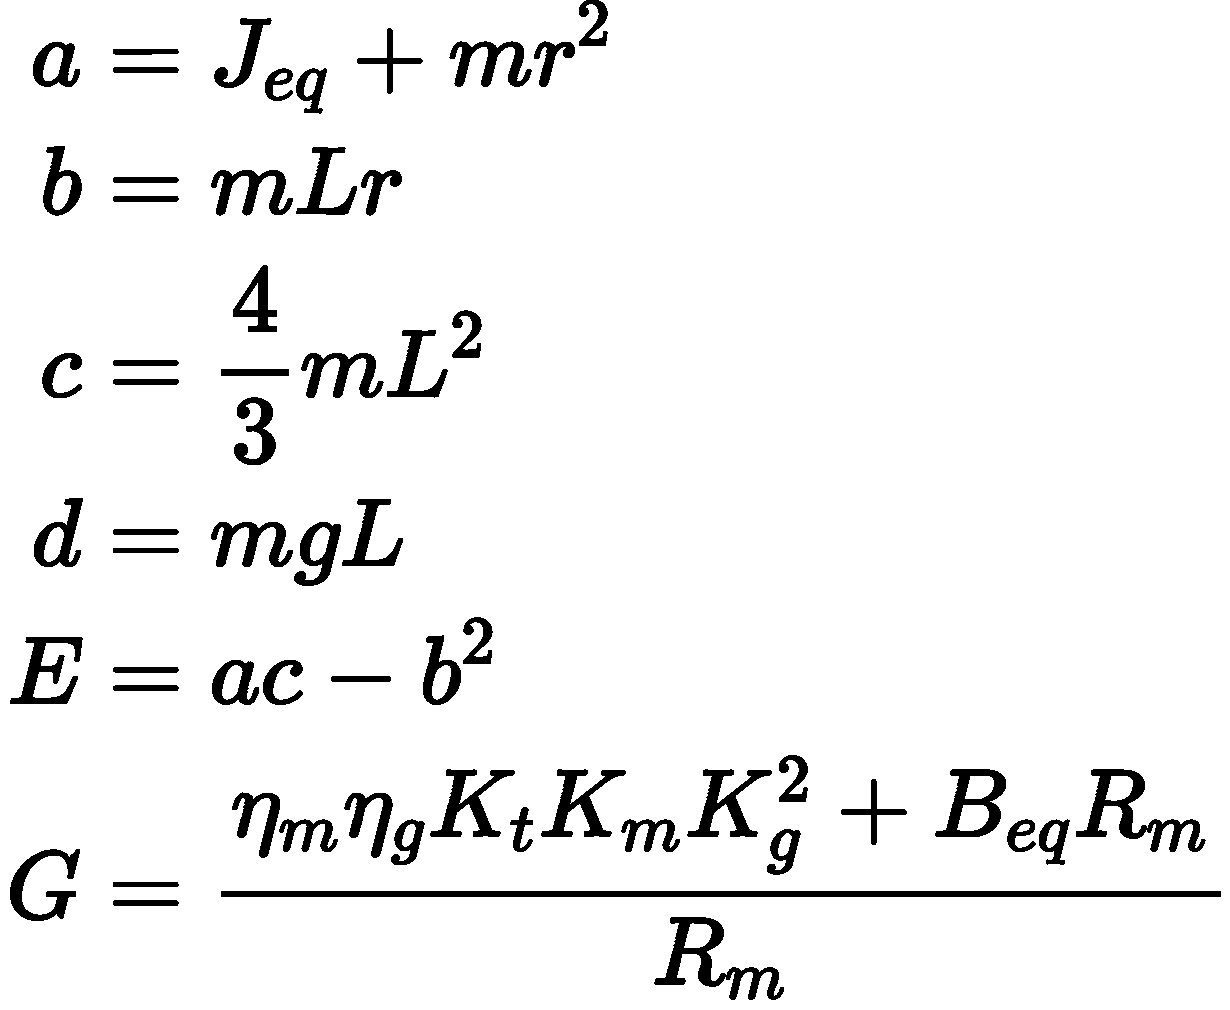 a = J_{eq} + mr^2
b = mLr
c = \frac{4}{3}mL^2
d = mgL
E = ac - b^2
G = \frac{\eta_m \eta_g K_t K_m K_g^2 + B_{eq} R_m}{R_m}